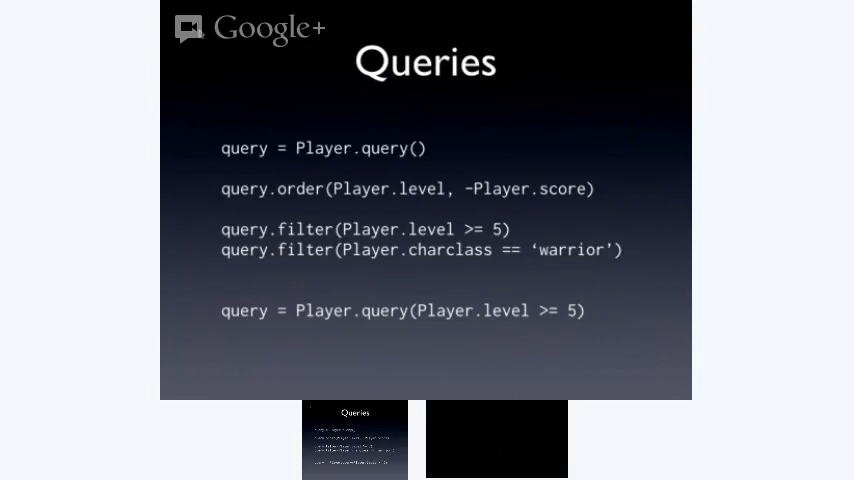 Google+
Queries
query = Player.query()
query.order(Player.level, -Player.score)
query.filter(Player.level >= 5)
query.filter(Player.charclass == ‘warrior’)
query = Player.query(Player.level >= 5)
Queries